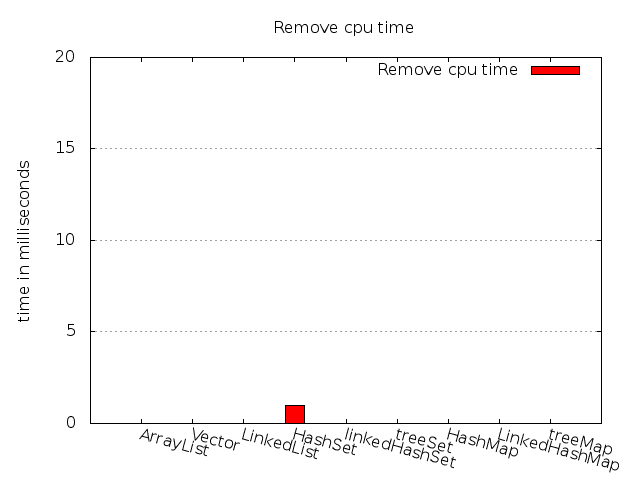 Remove cpu time
Remove cpu time
20
15
10
5
0
time in milliseconds
ArrayList
Vector
LinkedList
HashSet
linkedHashSet
treeSet
HashMap
LinkedHashMap
treeMap